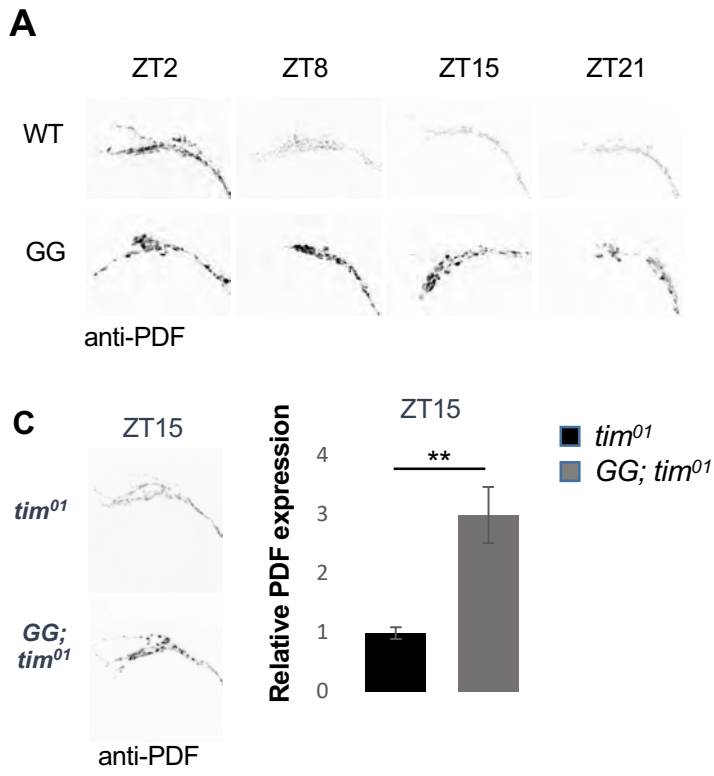 A
ZT2 ZT8 ZT15 ZT21
WT
GG
anti-PDF
C
ZT15
tim01
GG;
tim01
anti-PDF
ZT15
Relative PDF expression
4
3
2
1
0
**
tim01
GG; tim01